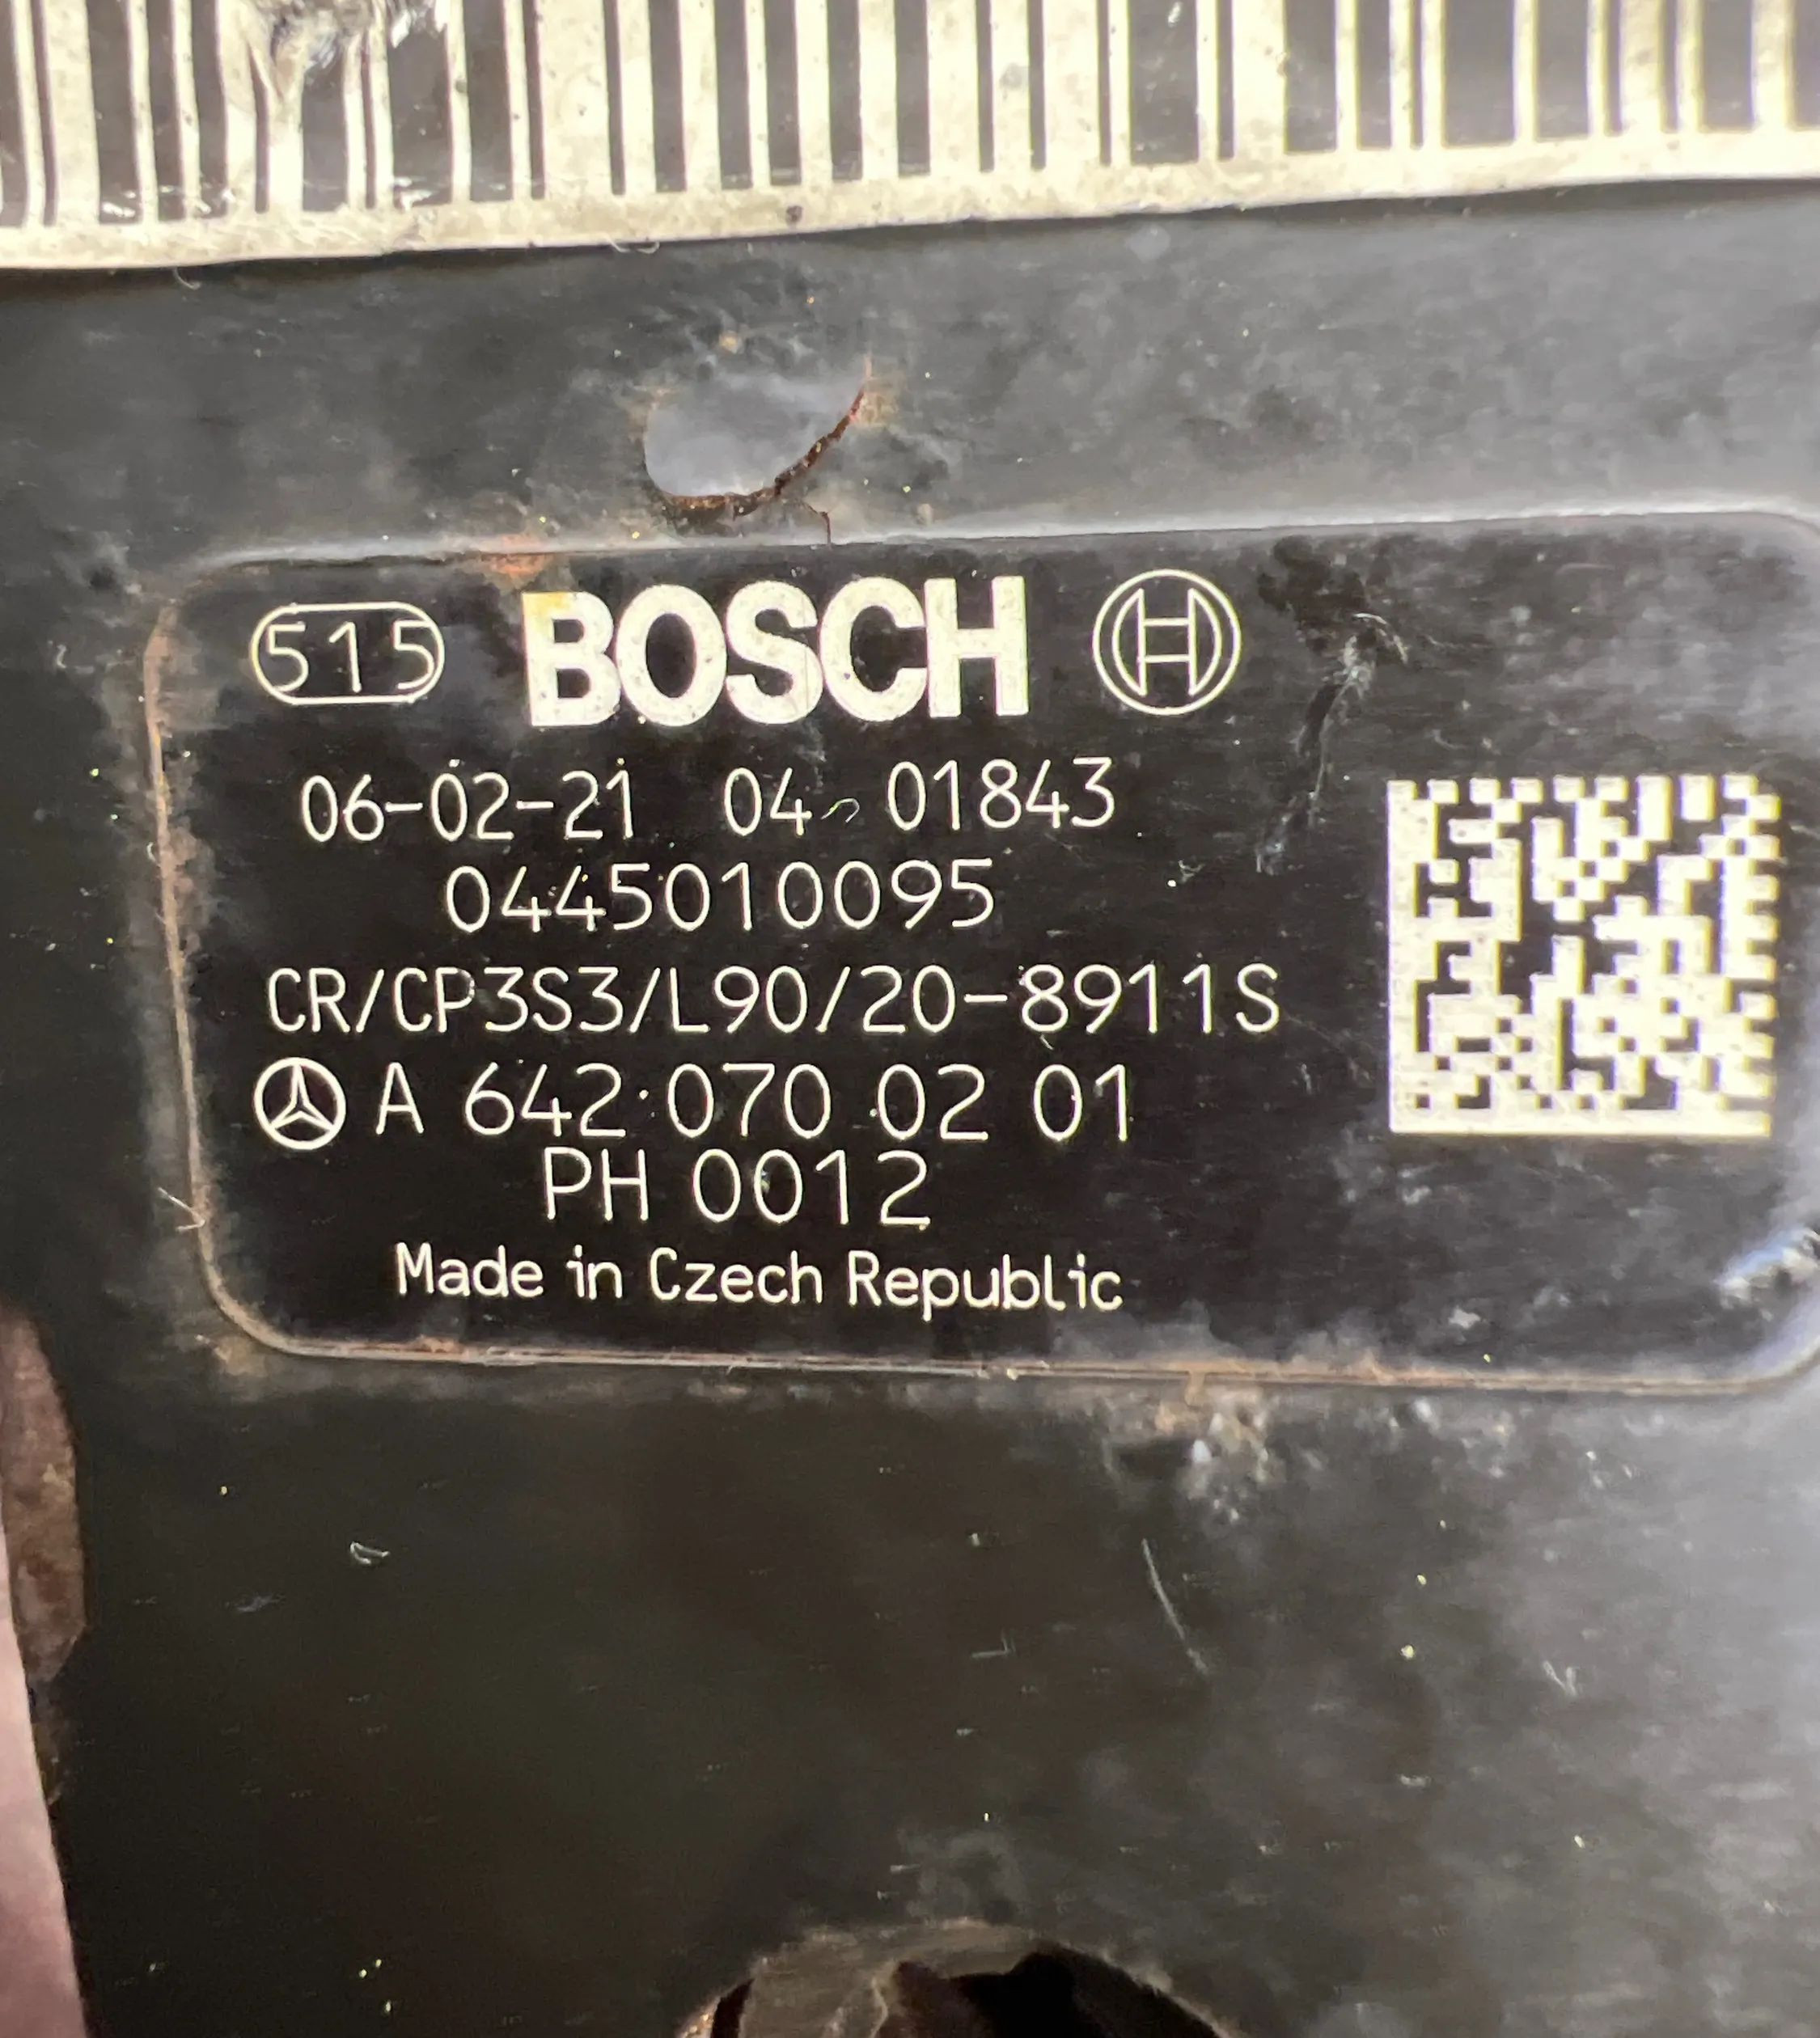 515 BOSCH
06-02-21 04 01843
0445010095
CR/CP3S3/L90/20-8911S
A 642 070 02 01
PH 0012
Made in Czech Republic